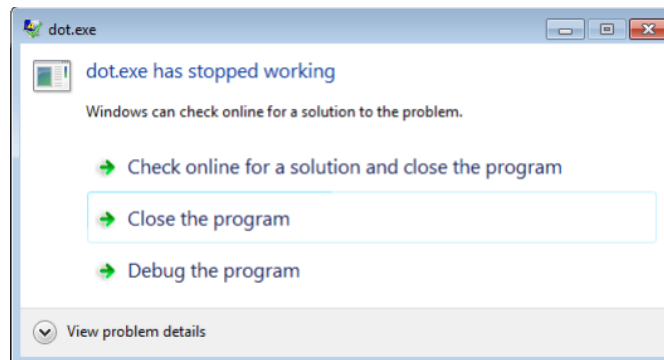 dot.exe
dot.exe has stopped working
Windows can check online for a solution to the problem.
Check online for a solution and close the program
Close the program
Debug the program
View problem details